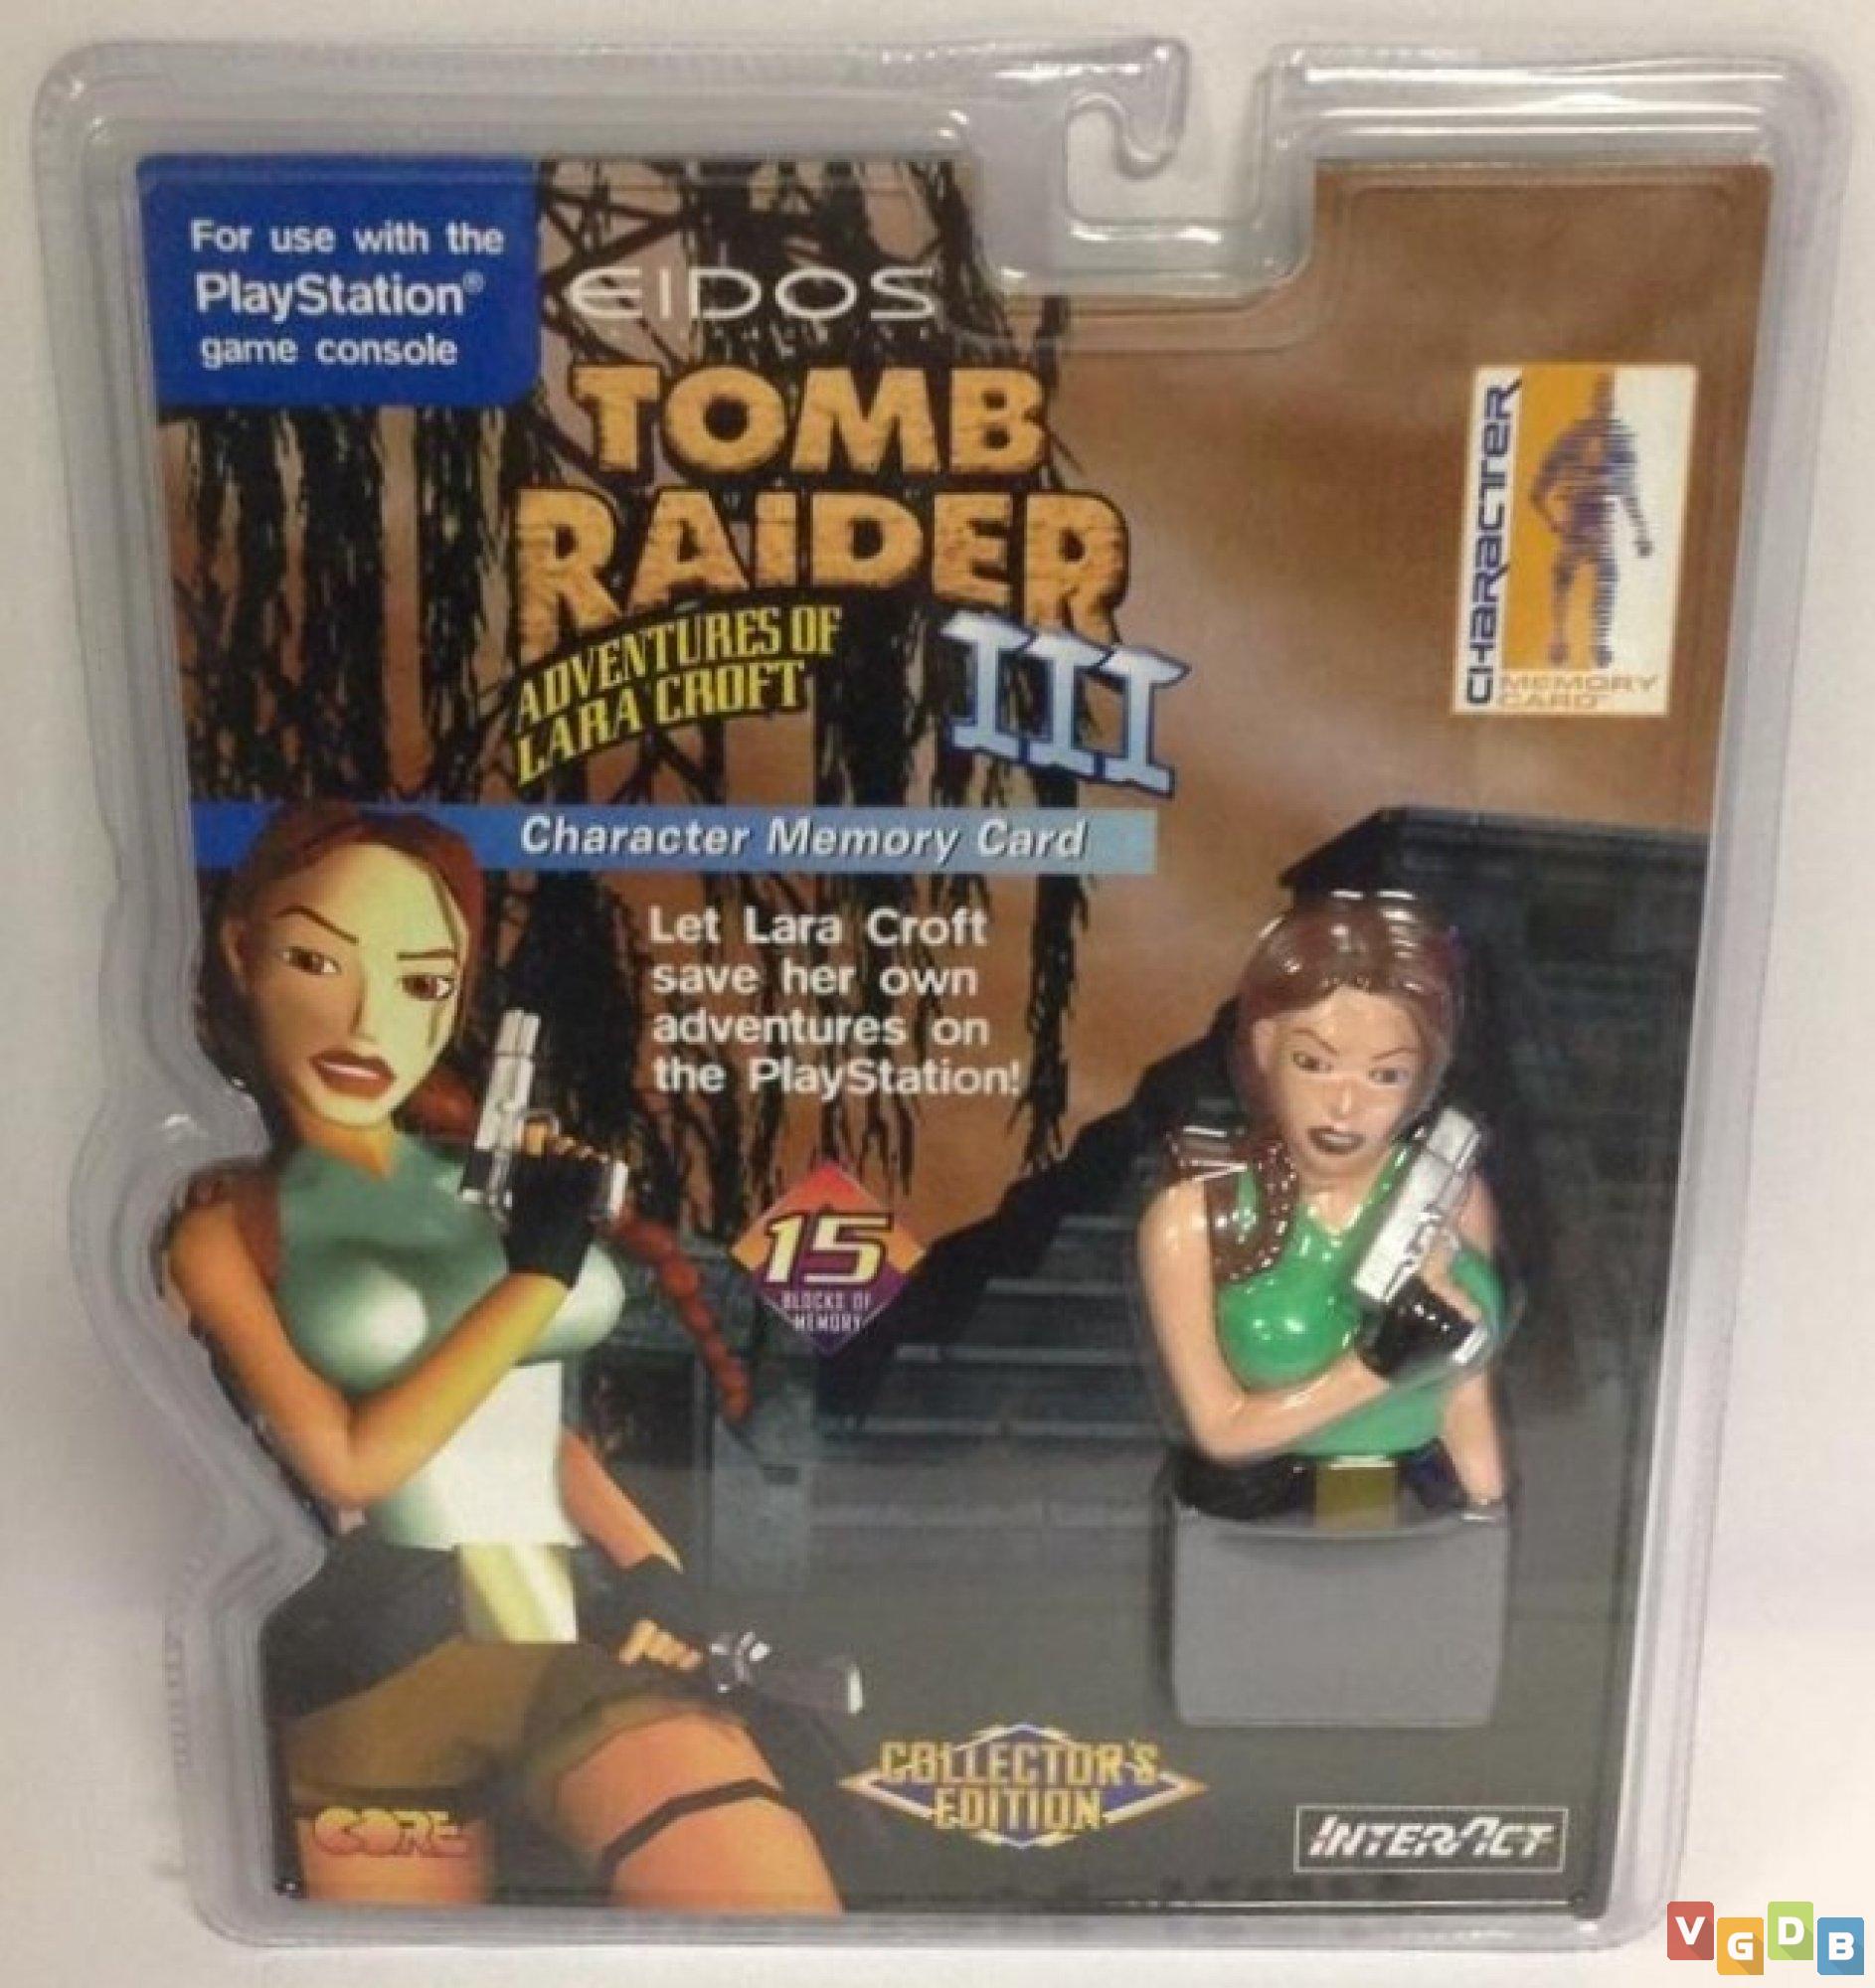 For use with the
PlayStation®
game console
EIDOS
TOMB
RAIDER
ADVENTURES OF
LARA CROFT
III
CHARACTER
MEMORY
CARD™
Character Memory Card
Let Lara Croft
save her own
adventures on
the PlayStation!
15
BLOCKS OF
MEMORY
COLLECTOR'S
EDITION
CORE
INTERACT
VGDB